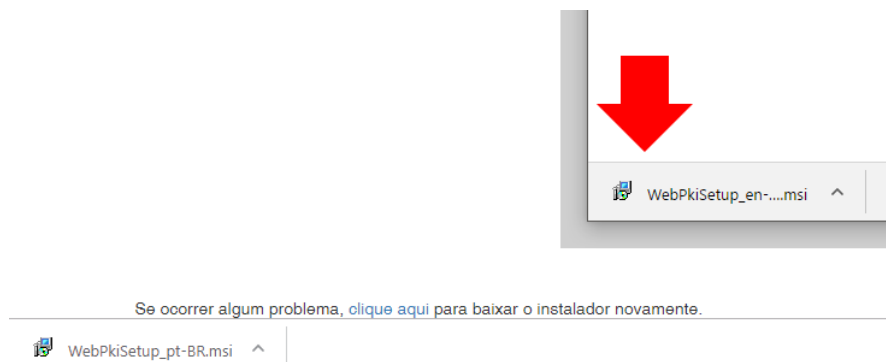 WebPkiSetup_en-....msi
Se ocorrer algum problema, clique aqui para baixar o instalador novamente.
WebPkiSetup_pt-BR.msi